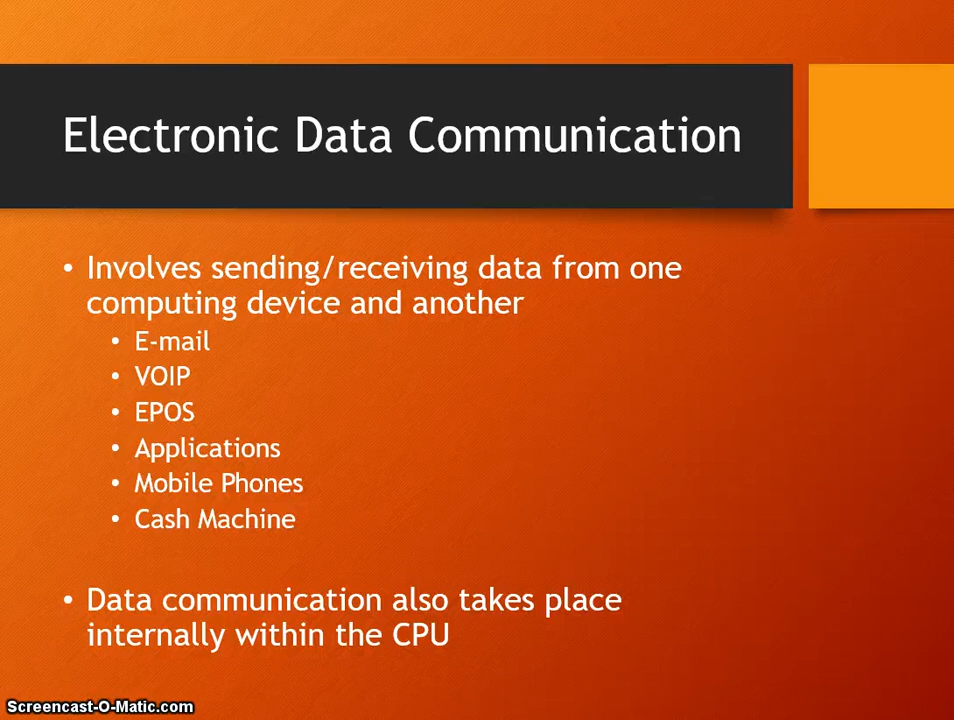 Electronic Data Communication
• Involves sending/receiving data from one
computing device and another
• E-mail
• VOIP
• EPOS
• Applications
• Mobile Phones
• Cash Machine
• Data communication also takes place
internally within the CPU
Screencast-O-Matic.com